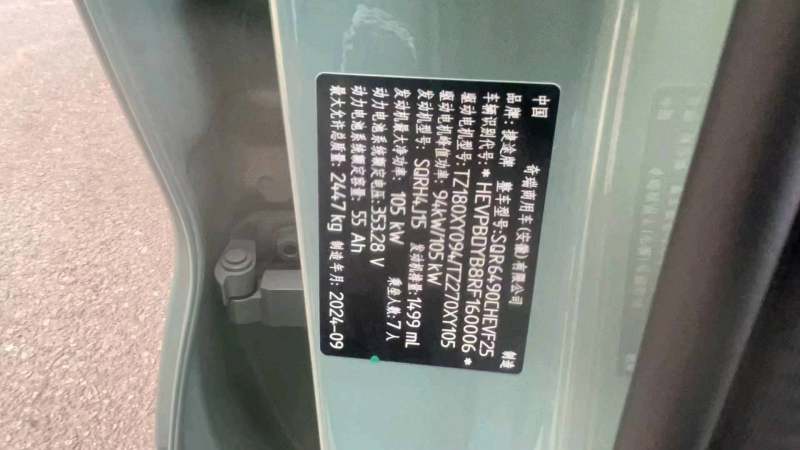 中国 奇瑞商用车(安徽)有限公司 制造
品牌:捷途牌 整车型号:SQR6490CHEVF25
车辆识别代号:*HEVPBDYB8RF160006*
驱动电机型号:TZ180XY094/TZ270XY105
驱动电机峰值功率:94kW/105kW
发动机型号:SQRH4J15 发动机排量:1499 mL
发动机最大净功率:105 kW 乘坐人数:7人
动力电池系统额定电压:353.28 V
动力电池系统额定容量:55 Ah
最大允许总质量:2447 kg 制造年月:2024-09